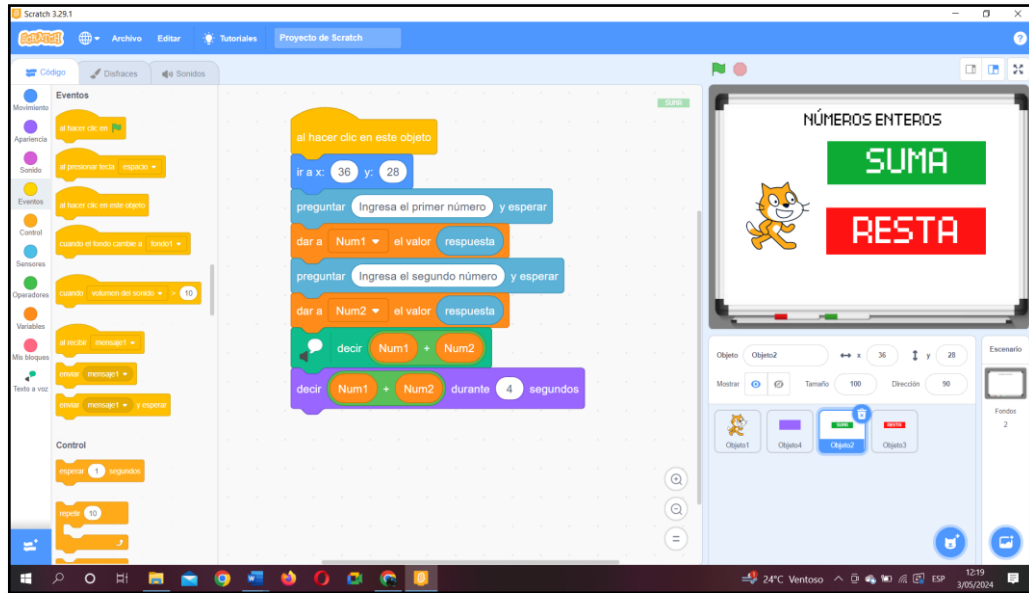 Scratch 3.29.1
SCRATCH
Archivo Editar Tutoriales Proyecto de Scratch
Código Disfraces Sonidos
Movimiento
Apariencia
Sonido
Eventos
Control
Sensores
Operadores
Variables
Mis bloques
Texto a voz
Eventos
al hacer clic en
al presionar tecla espacio
al hacer clic en este objeto
cuando el fondo cambie a fondo1
cuando volumen del sonido > 10
al recibir mensaje1
enviar mensaje1
enviar mensaje1 y esperar
Control
esperar 1 segundos
repetir 10
SUMA
al hacer clic en este objeto
ir a x: 36 y: 28
preguntar Ingresa el primer número y esperar
dar a Num1 el valor respuesta
preguntar Ingresa el segundo número y esperar
dar a Num2 el valor respuesta
decir Num1 + Num2
decir Num1 + Num2 durante 4 segundos
NÚMEROS ENTEROS
SUMA
RESTA
Objeto Objeto2 x 36 y 28
Mostrar Tamaño 100 Dirección 90
Objeto1
Objeto4
SUMA
Objeto2
RESTA
Objeto3
Escenario
Fondos
2
24°C Ventoso ESP
12:19
3/05/2024